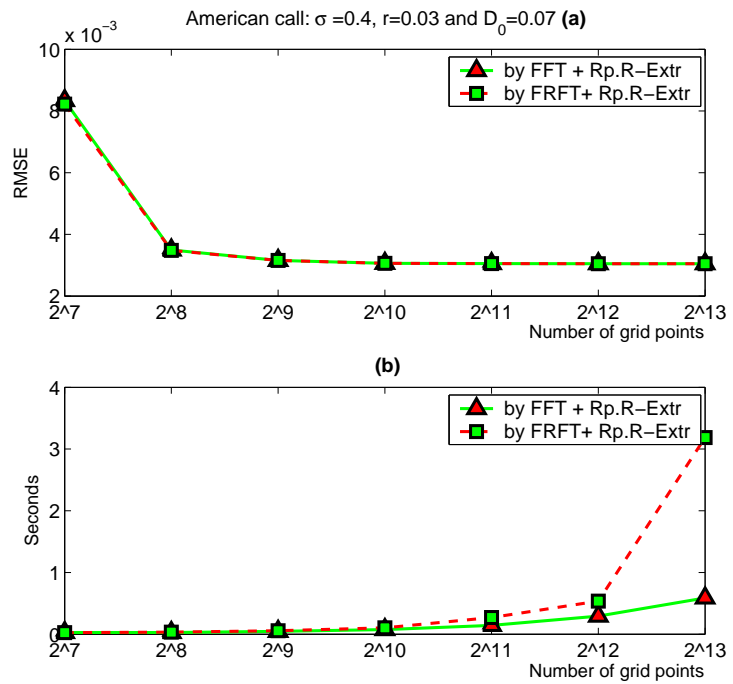 American call: σ =0.4, r=0.03 and D_0=0.07 (a)
x 10^-3
10
8
6
4
2
RMSE
by FFT + Rp.R−Extr
by FRFT+ Rp.R−Extr
2^7 2^8 2^9 2^10 2^11 2^12 2^13
Number of grid points
(b)
4
3
2
1
0
Seconds
by FFT + Rp.R−Extr
by FRFT+ Rp.R−Extr
2^7 2^8 2^9 2^10 2^11 2^12 2^13
Number of grid points